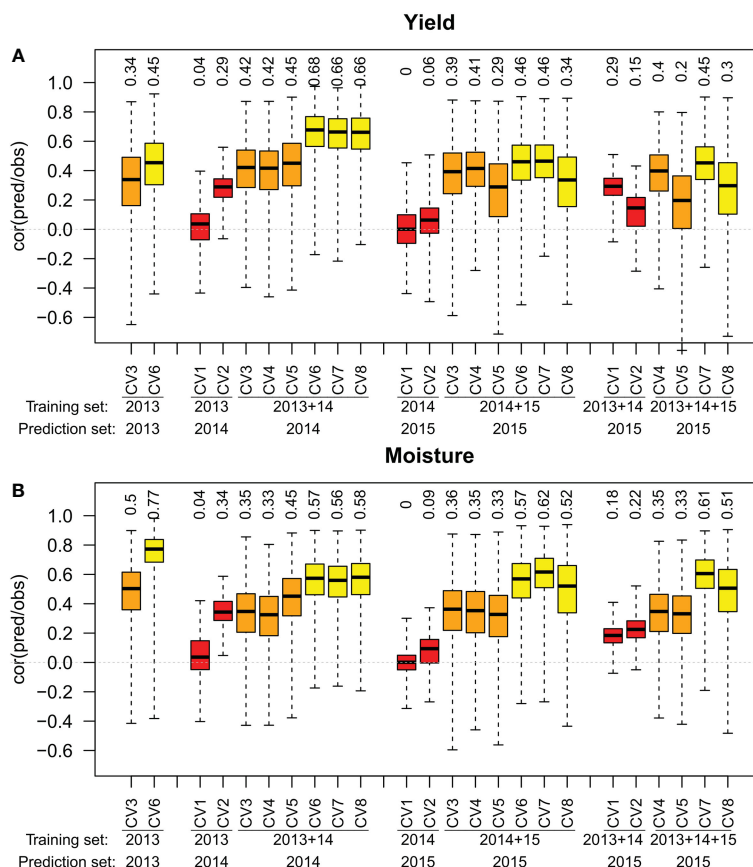 Yield
A
0.34 0.45 0.04 0.29 0.42 0.42 0.45 0.68 0.66 0.66 0 0.06 0.39 0.41 0.29 0.46 0.46 0.34 0.29 0.15 0.4 0.2 0.45 0.3
cor(pred/obs)
1.0
0.8
0.6
0.4
0.2
0.0
−0.2
−0.4
−0.6
CV3 CV6 CV1 CV2 CV3 CV4 CV5 CV6 CV7 CV8 CV1 CV2 CV3 CV4 CV5 CV6 CV7 CV8 CV1 CV2 CV4 CV5 CV7 CV8
Training set: 2013 2013 2013+14 2014 2014+15 2013+14 2013+14+15
Prediction set: 2013 2014 2014 2015 2015 2015 2015
Moisture
B
0.5 0.77 0.04 0.34 0.35 0.33 0.45 0.57 0.56 0.58 0 0.09 0.36 0.35 0.33 0.57 0.62 0.52 0.18 0.22 0.35 0.33 0.61 0.51
cor(pred/obs)
1.0
0.8
0.6
0.4
0.2
0.0
−0.2
−0.4
−0.6
CV3 CV6 CV1 CV2 CV3 CV4 CV5 CV6 CV7 CV8 CV1 CV2 CV3 CV4 CV5 CV6 CV7 CV8 CV1 CV2 CV4 CV5 CV7 CV8
Training set: 2013 2013 2013+14 2014 2014+15 2013+14 2013+14+15
Prediction set: 2013 2014 2014 2015 2015 2015 2015